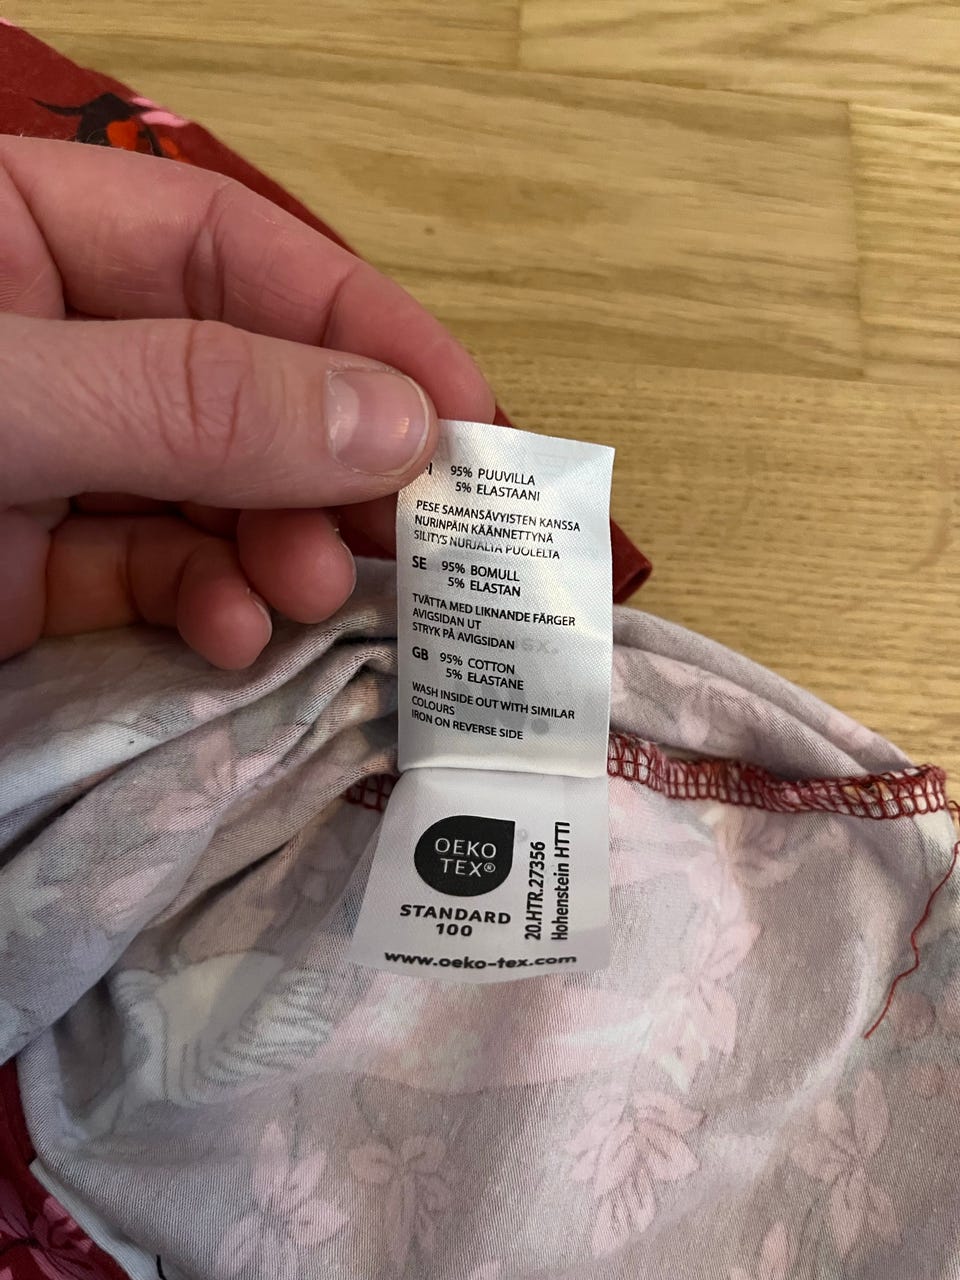 95% PUUVILLA
5% ELASTAANI
PESE SAMANSÄVYISTEN KANSSA
NURINPÄIN KÄÄNNETTYNÄ
SILITYS NURJALTA PUOLELTA
SE 95% BOMULL
5% ELASTAN
TVÄTTA MED LIKNANDE FÄRGER
AVIGSIDAN UT
STRYK PÅ AVIGSIDAN
GB 95% COTTON
5% ELASTANE
WASH INSIDE OUT WITH SIMILAR
COLOURS
IRON ON REVERSE SIDE
OEKO
TEX®
STANDARD
100
20.HTR.27356
Hohenstein HTTI
www.oeko-tex.com